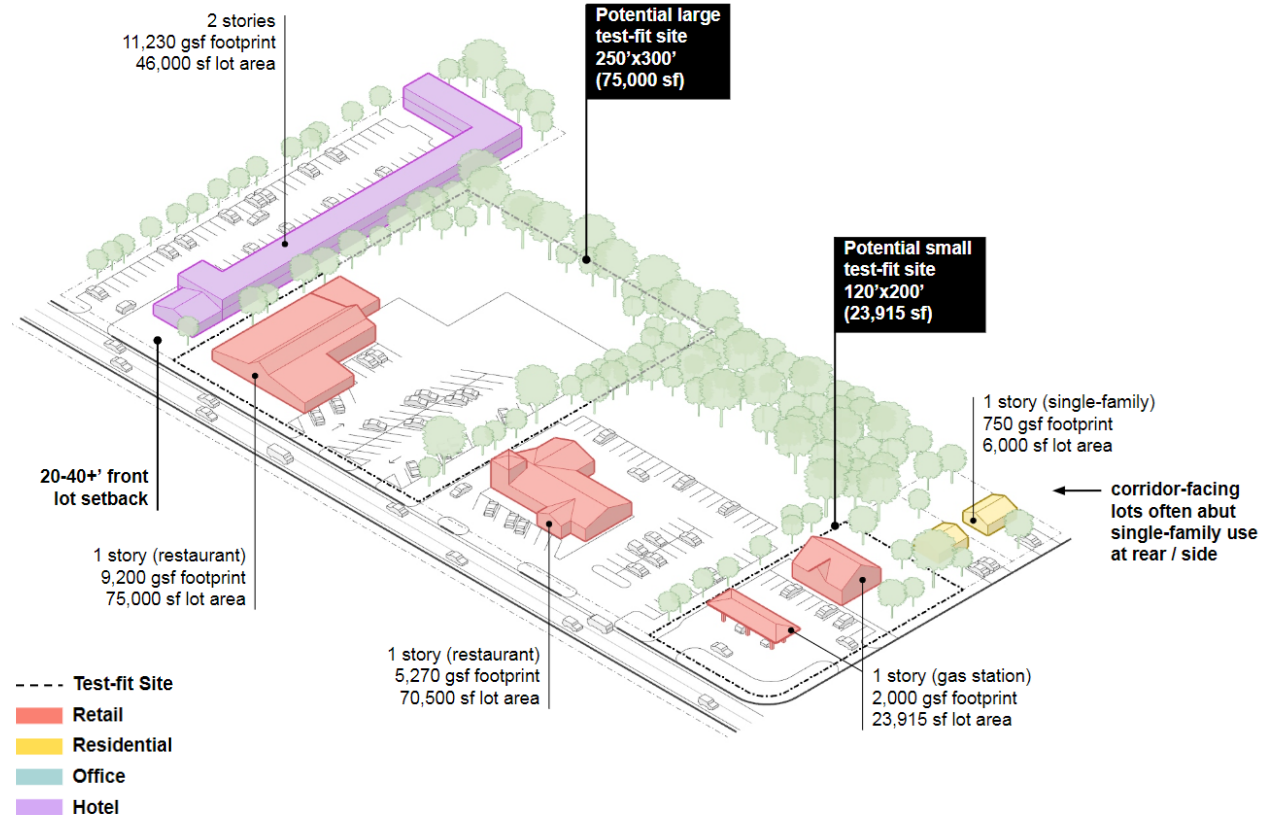 2 stories
11,230 gsf footprint
46,000 sf lot area
Potential large
test-fit site
250’x300’
(75,000 sf)
Potential small
test-fit site
120’x200’
(23,915 sf)
1 story (single-family)
750 gsf footprint
6,000 sf lot area
20-40+’ front
lot setback
corridor-facing
lots often abut
single-family use
at rear / side
1 story (restaurant)
9,200 gsf footprint
75,000 sf lot area
1 story (restaurant)
5,270 gsf footprint
70,500 sf lot area
1 story (gas station)
2,000 gsf footprint
23,915 sf lot area
Test-fit Site
Retail
Residential
Office
Hotel